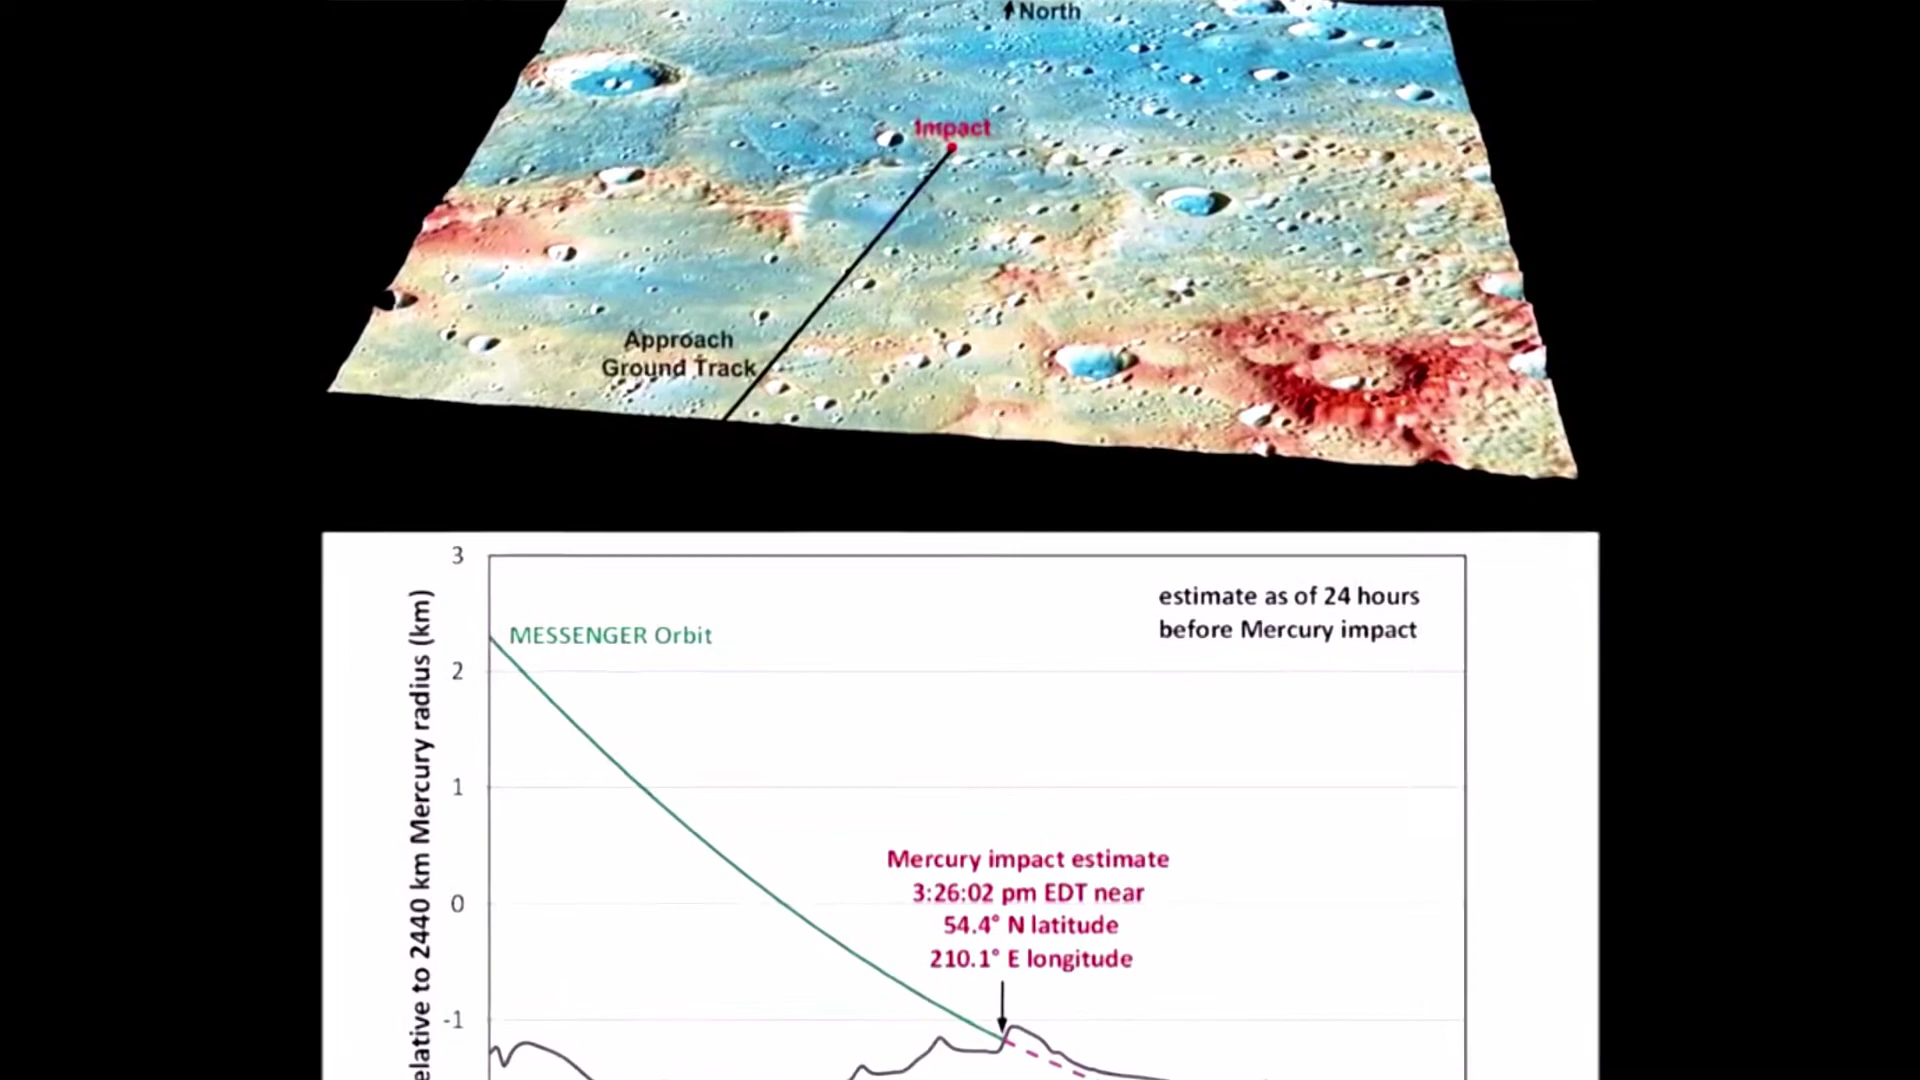 North
Impact
Approach
Ground Track
3
2
1
0
-1
elative to 2440 km Mercury radius (km)
MESSENGER Orbit
estimate as of 24 hours
before Mercury impact
Mercury impact estimate
3:26:02 pm EDT near
54.4° N latitude
210.1° E longitude